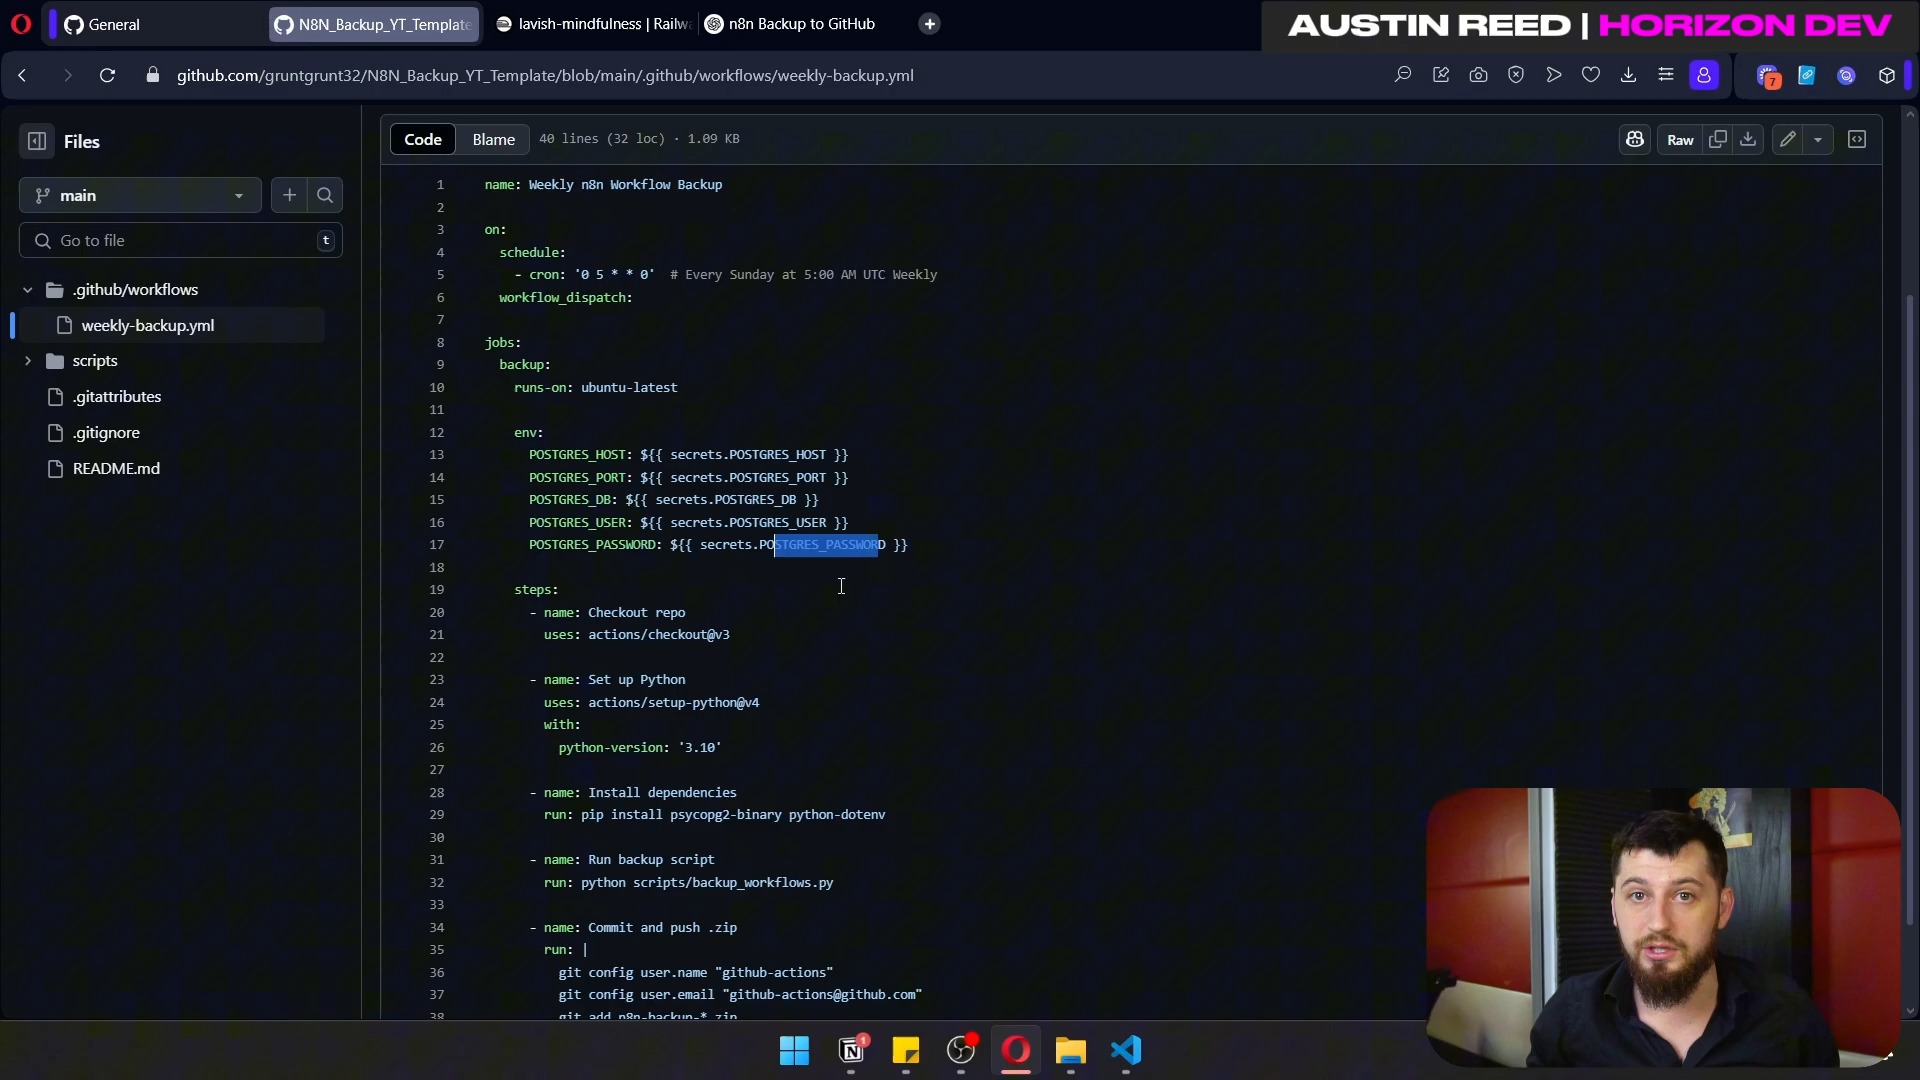 General
N8N_Backup_YT_Template
lavish-mindfulness | Railw
n8n Backup to GitHub
AUSTIN REED | HORIZON DEV
github.com/gruntgrunt32/N8N_Backup_YT_Template/blob/main/.github/workflows/weekly-backup.yml
7
Files
main
Go to file
t
.github/workflows
weekly-backup.yml
scripts
.gitattributes
.gitignore
README.md
Code
Blame
40 lines (32 loc) · 1.09 KB
Raw
1 name: Weekly n8n Workflow Backup
2
3 on:
4 schedule:
5 - cron: '0 5 * * 0'  # Every Sunday at 5:00 AM UTC Weekly
6 workflow_dispatch:
7
8 jobs:
9 backup:
10 runs-on: ubuntu-latest
11
12 env:
13 POSTGRES_HOST: ${{ secrets.POSTGRES_HOST }}
14 POSTGRES_PORT: ${{ secrets.POSTGRES_PORT }}
15 POSTGRES_DB: ${{ secrets.POSTGRES_DB }}
16 POSTGRES_USER: ${{ secrets.POSTGRES_USER }}
17 POSTGRES_PASSWORD: ${{ secrets.POSTGRES_PASSWORD }}
18
19 steps:
20 - name: Checkout repo
21 uses: actions/checkout@v3
22
23 - name: Set up Python
24 uses: actions/setup-python@v4
25 with:
26 python-version: '3.10'
27
28 - name: Install dependencies
29 run: pip install psycopg2-binary python-dotenv
30
31 - name: Run backup script
32 run: python scripts/backup_workflows.py
33
34 - name: Commit and push .zip
35 run: |
36 git config user.name "github-actions"
37 git config user.email "github-actions@github.com"
38 git add n8n-backup-*.zip
1